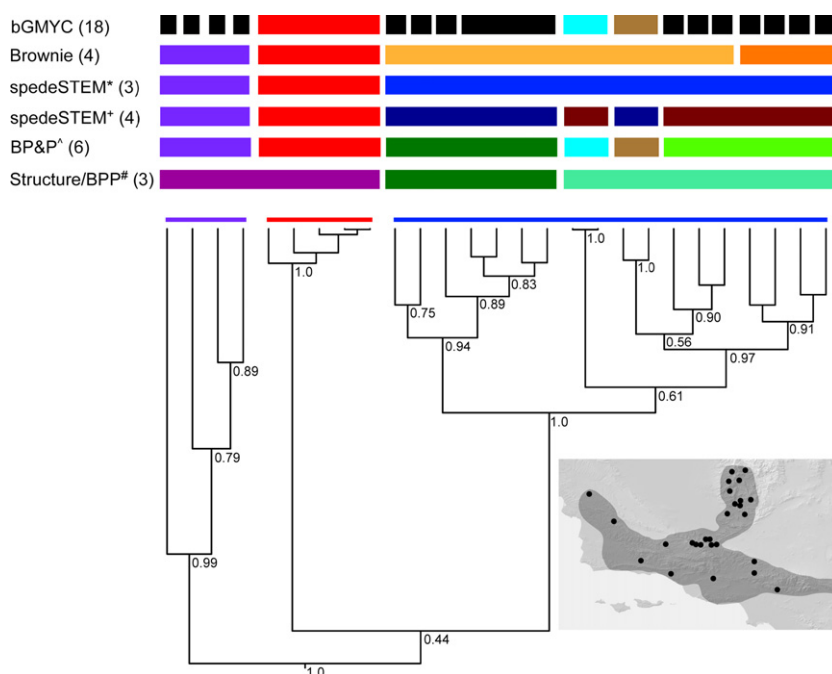 bGMYC (18)
Brownie (4)
spedeSTEM* (3)
spedeSTEM+ (4)
BP&P^ (6)
Structure/BPP# (3)
1.0 1.0
1.0 1.0
0.83
0.75 0.89 0.90 0.91
0.94 0.56
0.89 0.97
0.61
1.0
0.79
0.99
0.44
1.0